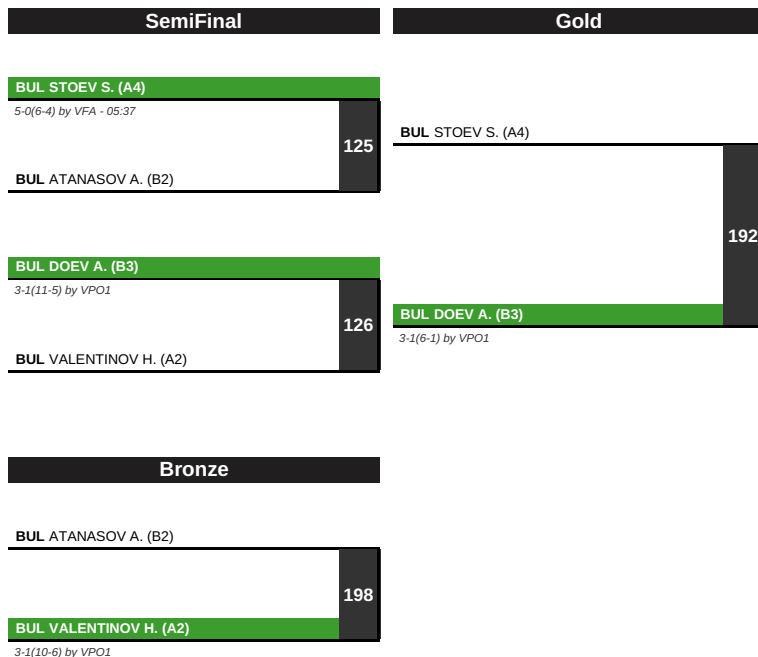 SemiFinal
BUL STOEV S. (A4)
5-0(6-4) by VFA - 05:37
125
BUL ATANASOV A. (B2)
BUL DOEV A. (B3)
3-1(11-5) by VPO1
126
BUL VALENTINOV H. (A2)
Gold
BUL STOEV S. (A4)
192
BUL DOEV A. (B3)
3-1(6-1) by VPO1
Bronze
BUL ATANASOV A. (B2)
198
BUL VALENTINOV H. (A2)
3-1(10-6) by VPO1